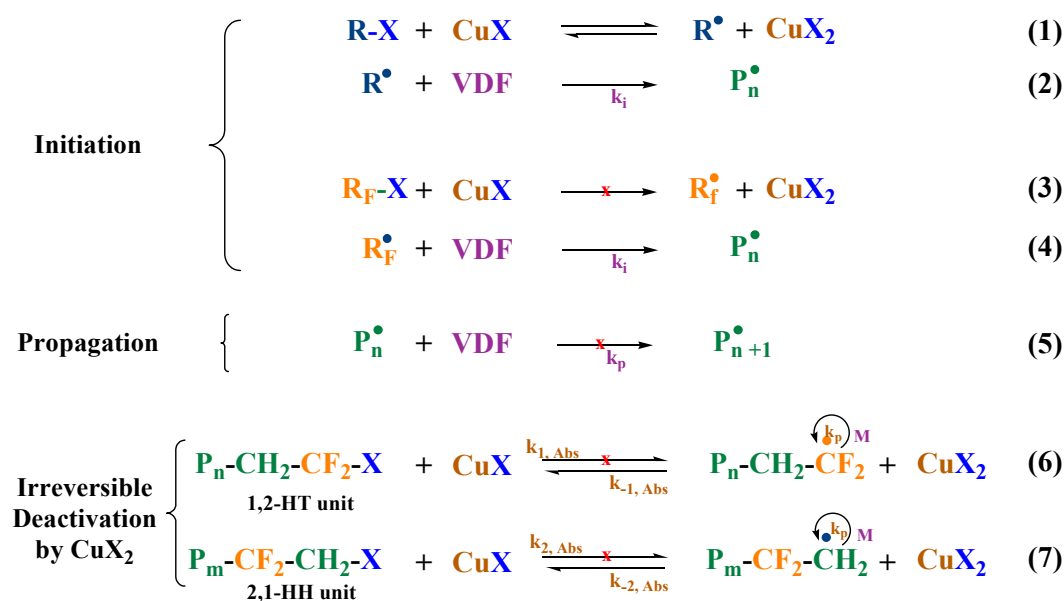 R-X + CuX R• + CuX₂ (1)
R• + VDF kᵢ Pₙ• (2)
Initiation
R_F-X + CuX x R_f• + CuX₂ (3)
R_F• + VDF kᵢ Pₙ• (4)
Propagation Pₙ• + VDF x kₚ Pₙ₊₁• (5)
Pₙ-CH₂-CF₂-X + CuX k₁, Abs x k₋₁, Abs Pₙ-CH₂-CF₂• kₚ M + CuX₂ (6)
1,2-HT unit
Irreversible
Deactivation
by CuX₂
Pₘ-CF₂-CH₂-X + CuX k₂, Abs x k₋₂, Abs Pₘ-CF₂-CH₂• kₚ M + CuX₂ (7)
2,1-HH unit